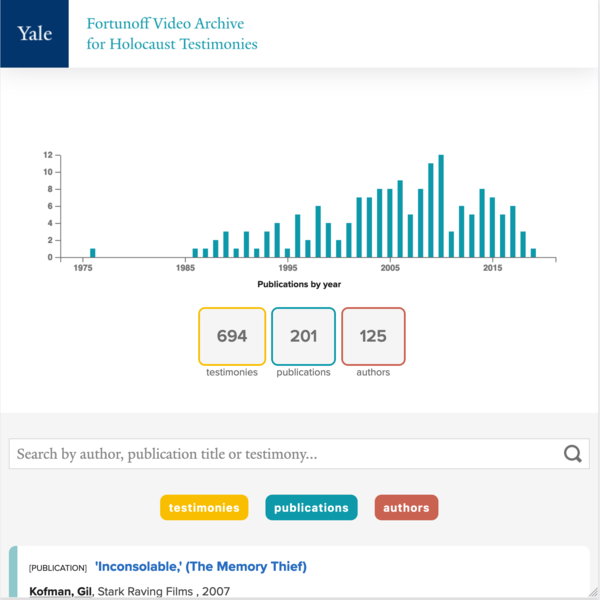 Yale
Fortunoff Video Archive
for Holocaust Testimonies
12
10
8
6
4
2
0
1975 1985 1995 2005 2015
Publications by year
694 201 125
testimonies publications authors
Search by author, publication title or testimony...
testimonies publications authors
[PUBLICATION] 'Inconsolable,' (The Memory Thief)
Kofman, Gil, Stark Raving Films , 2007